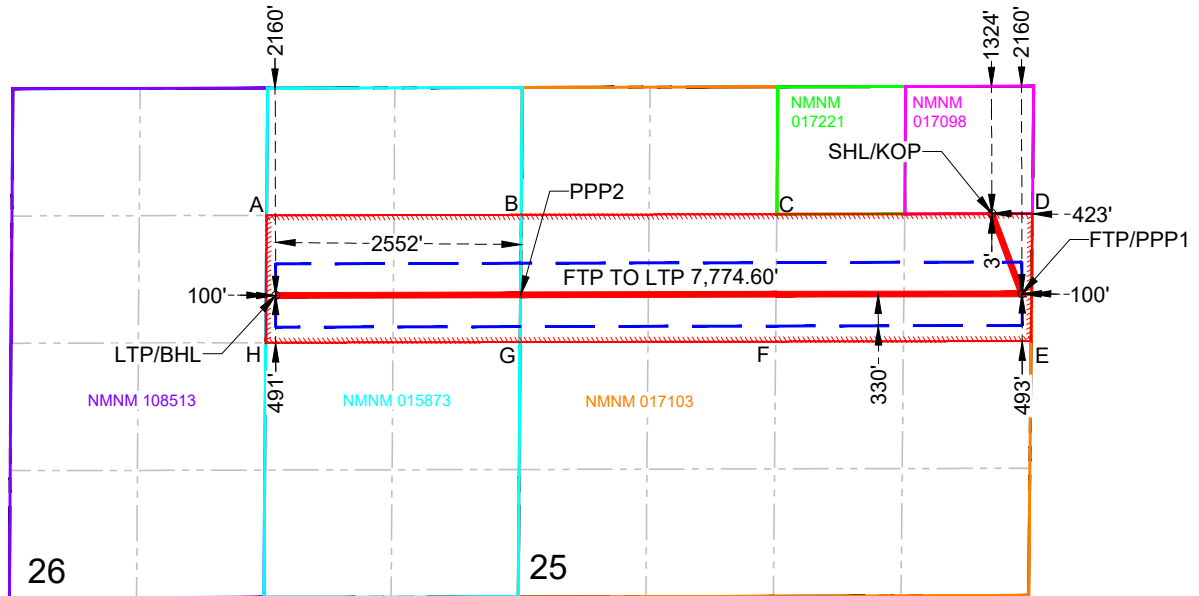 2160'
1324'
2160'
NMNM
017221
NMNM
017098
SHL/KOP
A
B
C
D
PPP2
423'
2552'
3'
FTP/PPP1
FTP TO LTP 7,774.60'
100'
100'
LTP/BHL
H
G
F
E
491'
330'
493'
NMNM 108513
NMNM 015873
NMNM 017103
26
25